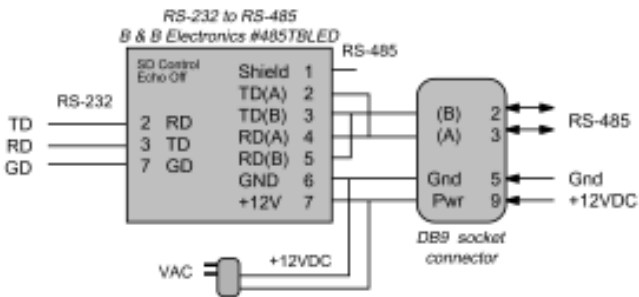 RS-232 to RS-485
B & B Electronics #485TBLED
RS-485
SD Control
Echo Off
Shield 1
TD(A) 2
RS-232
TD(B) 3
(B) 2
TD
2 RD
RD(A) 4
(A) 3
RS-485
RD
3 TD
RD(B) 5
GD
7 GD
GND 6
Gnd 5
Gnd
+12V 7
Pwr 9
+12VDC
DB9 socket
connector
VAC
+12VDC